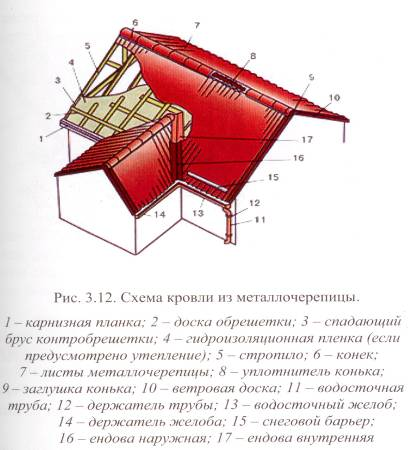 6
7
5
8
4
3
9
10
2
1
17
16
15
12
13
11
14
Рис. 3.12. Схема кровли из металлочерепицы.
1 – карнизная планка; 2 – доска обрешетки; 3 – спадающий
брус контробрешетки; 4 – гидроизоляционная пленка (если
предусмотрено утепление); 5 – стропило; 6 – конек;
7 – листы металлочерепицы; 8 – уплотнитель конька;
9 – заглушка конька; 10 – ветровая доска; 11 – водосточная
труба; 12 – держатель трубы; 13 – водосточный желоб;
14 – держатель желоба; 15 – снеговой барьер;
16 – ендова наружная; 17 – ендова внутренняя